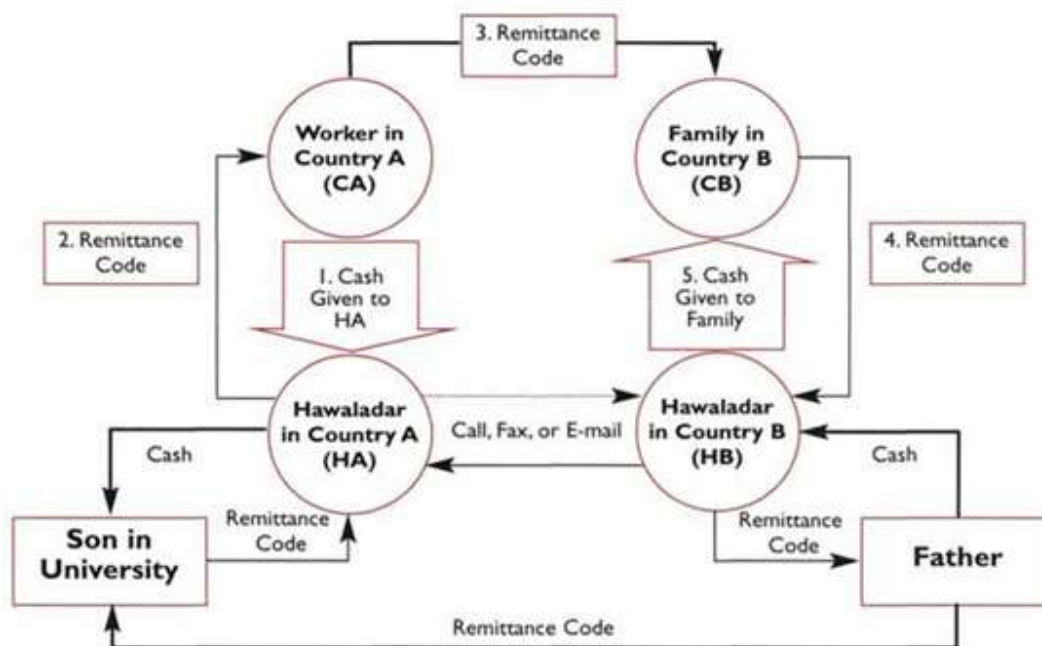 3. Remittance
Code
Worker in
Country A
(CA)
Family in
Country B
(CB)
2. Remittance
Code
1. Cash
Given to
HA
5. Cash
Given to
Family
4. Remittance
Code
Hawaladar
in Country A
(HA)
Call, Fax, or E-mail
Hawaladar
in Country B
(HB)
Cash
Cash
Remittance
Code
Remittance
Code
Son in
University
Father
Remittance Code